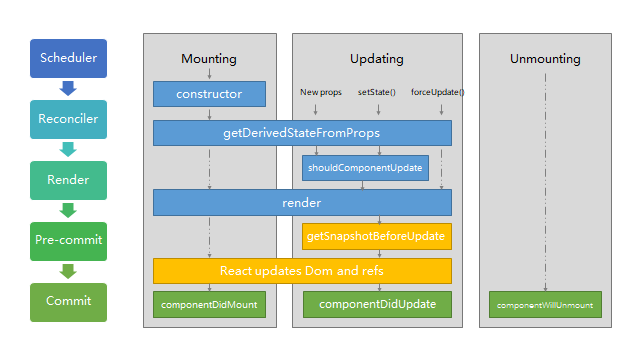 Scheduler
Reconciler
Render
Pre-commit
Commit
Mounting
Updating
Unmounting
constructor
New props
setState()
forceUpdate()
getDerivedStateFromProps
shouldComponentUpdate
render
getSnapshotBeforeUpdate
React updates Dom and refs
componentDidMount
componentDidUpdate
componentWillUnmount